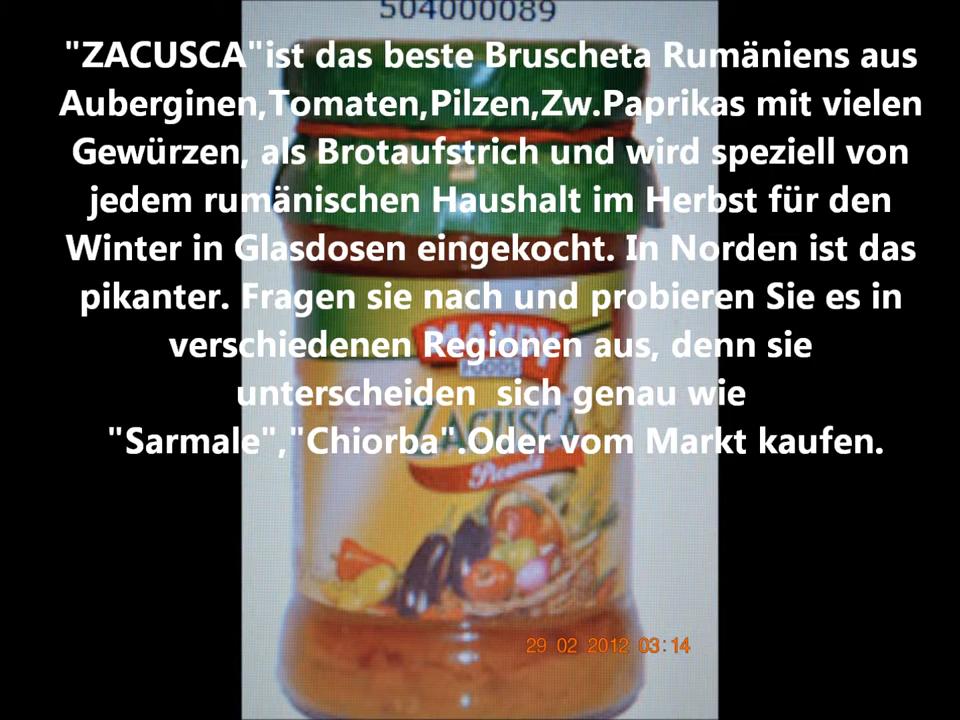 504000089
"ZACUSCA"ist das beste Bruscheta Rumäniens aus
Auberginen,Tomaten,Pilzen,Zw.Paprikas mit vielen
Gewürzen, als Brotaufstrich und wird speziell von
jedem rumänischen Haushalt im Herbst für den
Winter in Glasdosen eingekocht. In Norden ist das
pikanter. Fragen sie nach und probieren Sie es in
verschiedenen Regionen aus, denn sie
unterscheiden  sich genau wie
"Sarmale","Chiorba".Oder vom Markt kaufen.
MANDY
FOODS
ZACUSCA
Picantă
29 02 2012 03:14